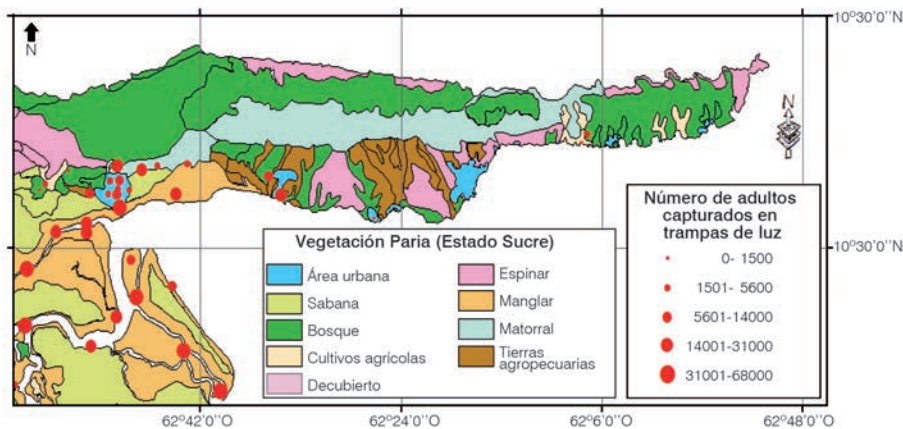 N
10º30'0''N
N
10º30'0''N
Número de adultos
capturados en
trampas de luz
0- 1500
1501- 5600
5601-14000
14001-31000
31001-68000
Vegetación Paria (Estado Sucre)
Área urbana
Sabana
Bosque
Cultivos agrícolas
Decubierto
Espinar
Manglar
Matorral
Tierras
agropecuarias
62º42'0''O
62º24'0''O
62º6'0''O
62º48'0''O